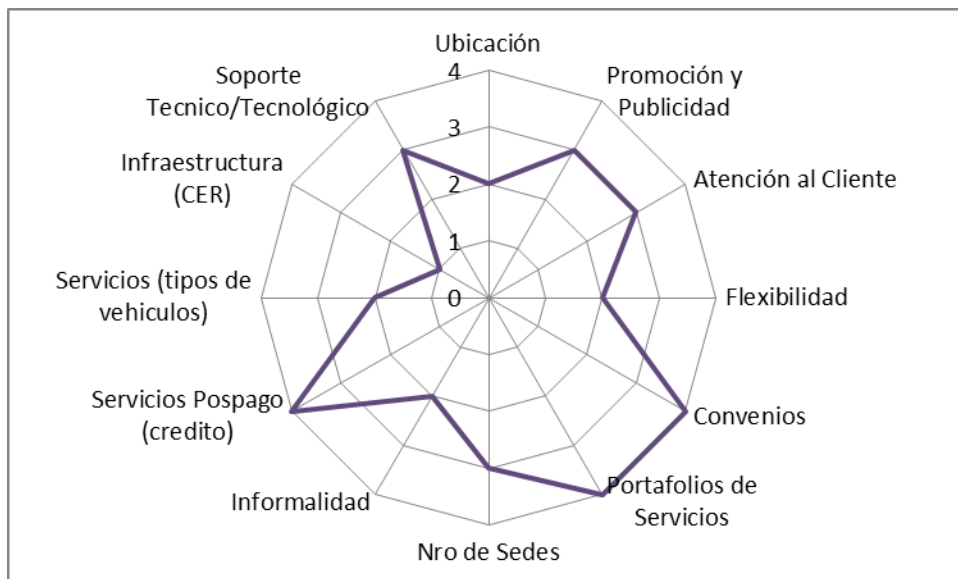 Ubicación
4
3
2
1
0
Promoción y
Publicidad
Atención al Cliente
Flexibilidad
Convenios
Portafolios de
Servicios
Nro de Sedes
Informalidad
Servicios Pospago
(credito)
Servicios (tipos de
vehiculos)
Infraestructura
(CER)
Soporte
Tecnico/Tecnológico